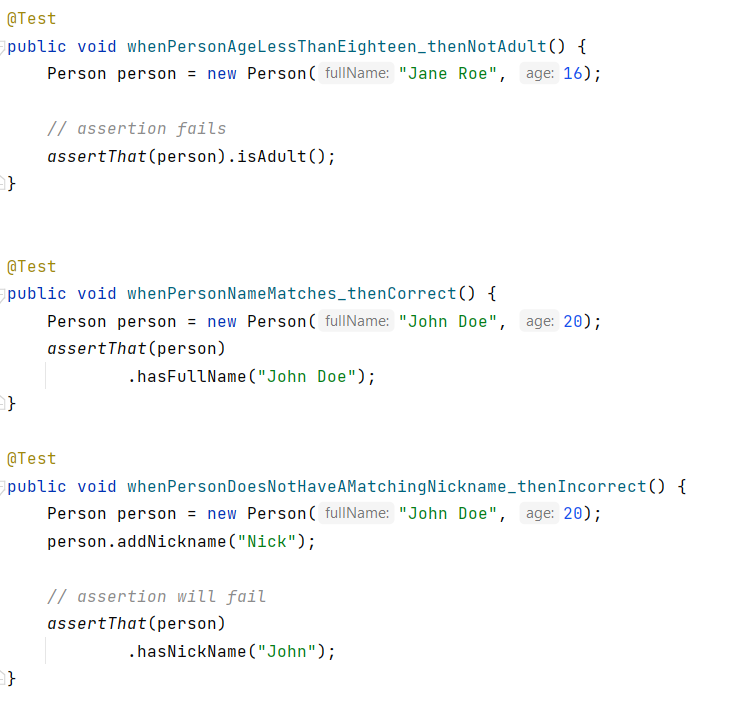 @Test
public void whenPersonAgeLessThanEighteen_thenNotAdult() {
    Person person = new Person( fullName: "Jane Roe", age: 16);

    // assertion fails
    assertThat(person).isAdult();
}

@Test
public void whenPersonNameMatches_thenCorrect() {
    Person person = new Person( fullName: "John Doe", age: 20);
    assertThat(person)
            .hasFullName("John Doe");
}

@Test
public void whenPersonDoesNotHaveAMatchingNickname_thenIncorrect() {
    Person person = new Person( fullName: "John Doe", age: 20);
    person.addNickname("Nick");

    // assertion will fail
    assertThat(person)
            .hasNickName("John");
}